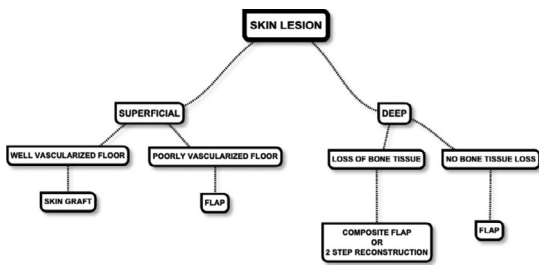 SKIN LESION
SUPERFICIAL
DEEP
WELL VASCULARIZED FLOOR
POORLY VASCULARIZED FLOOR
LOSS OF BONE TISSUE
NO BONE TISSUE LOSS
SKIN GRAFT
FLAP
COMPOSITE FLAP
OR
2 STEP RECONSTRUCTION
FLAP